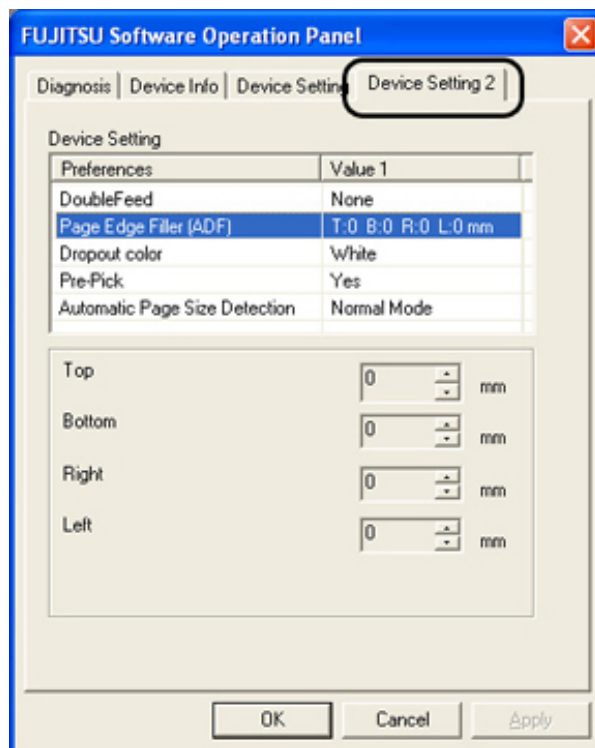 FUJITSU Software Operation Panel
Diagnosis Device Info Device Setting Device Setting 2
Device Setting
Preferences Value 1
DoubleFeed None
Page Edge Filler (ADF) T:0 B:0 R:0 L:0 mm
Dropout color White
Pre-Pick Yes
Automatic Page Size Detection Normal Mode
Top 0 mm
Bottom 0 mm
Right 0 mm
Left 0 mm
OK Cancel Apply